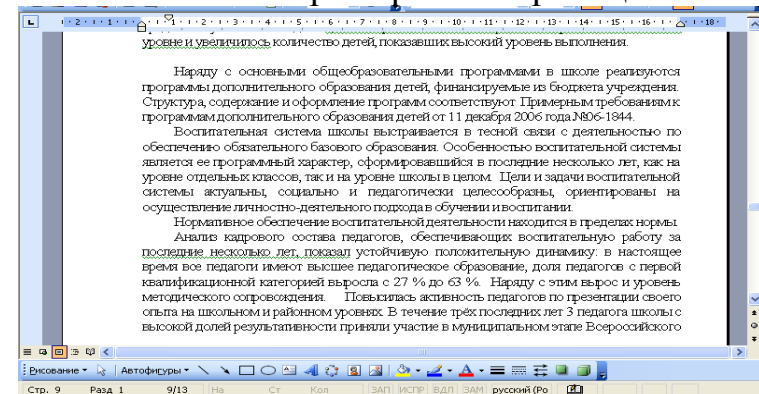 уровне и увеличилось количество детей, показавших высокий уровень выполнения.
Наряду с основными общеобразовательными программами в школе реализуются
программы дополнительного образования детей, финансируемые из бюджета учреждения.
Структура, содержание и оформление программ соответствуют Примерным требованиям к
программам дополнительного образования детей от 11 декабря 2006 года №06-1844.
Воспитательная система школы выстраивается в тесной связи с деятельностью по
обеспечению обязательного базового образования. Особенностью воспитательной системы
является ее программный характер, сформировавшийся в последние несколько лет, как на
уровне отдельных классов, так и на уровне школы в целом. Цели и задачи воспитательной
системы актуальны, социально и педагогически целесообразны, ориентированы на
осуществление личностно-деятельного подхода в обучении и воспитании.
Нормативное обеспечение воспитательной деятельности находится в пределах нормы.
Анализ кадрового состава педагогов, обеспечивающих воспитательную работу за
последние несколько лет, показал устойчивую положительную динамику: в настоящее
время все педагоги имеют высшее педагогическое образование, доля педагогов с первой
квалификационной категорией выросла с 27 % до 63 %. Наряду с этим вырос и уровень
методического сопровождения. Повысилась активность педагогов по презентации своего
опыта на школьном и районном уровнях. В течение трёх последних лет 3 педагога школы с
высокой долей результативности приняли участие в муниципальном этапе Всероссийского
Рисование Автофигуры
Стр. 9 Разд 1 9/13 На Ст Кол ЗАП ИСПР ВДЛ ЗАМ русский (Ро